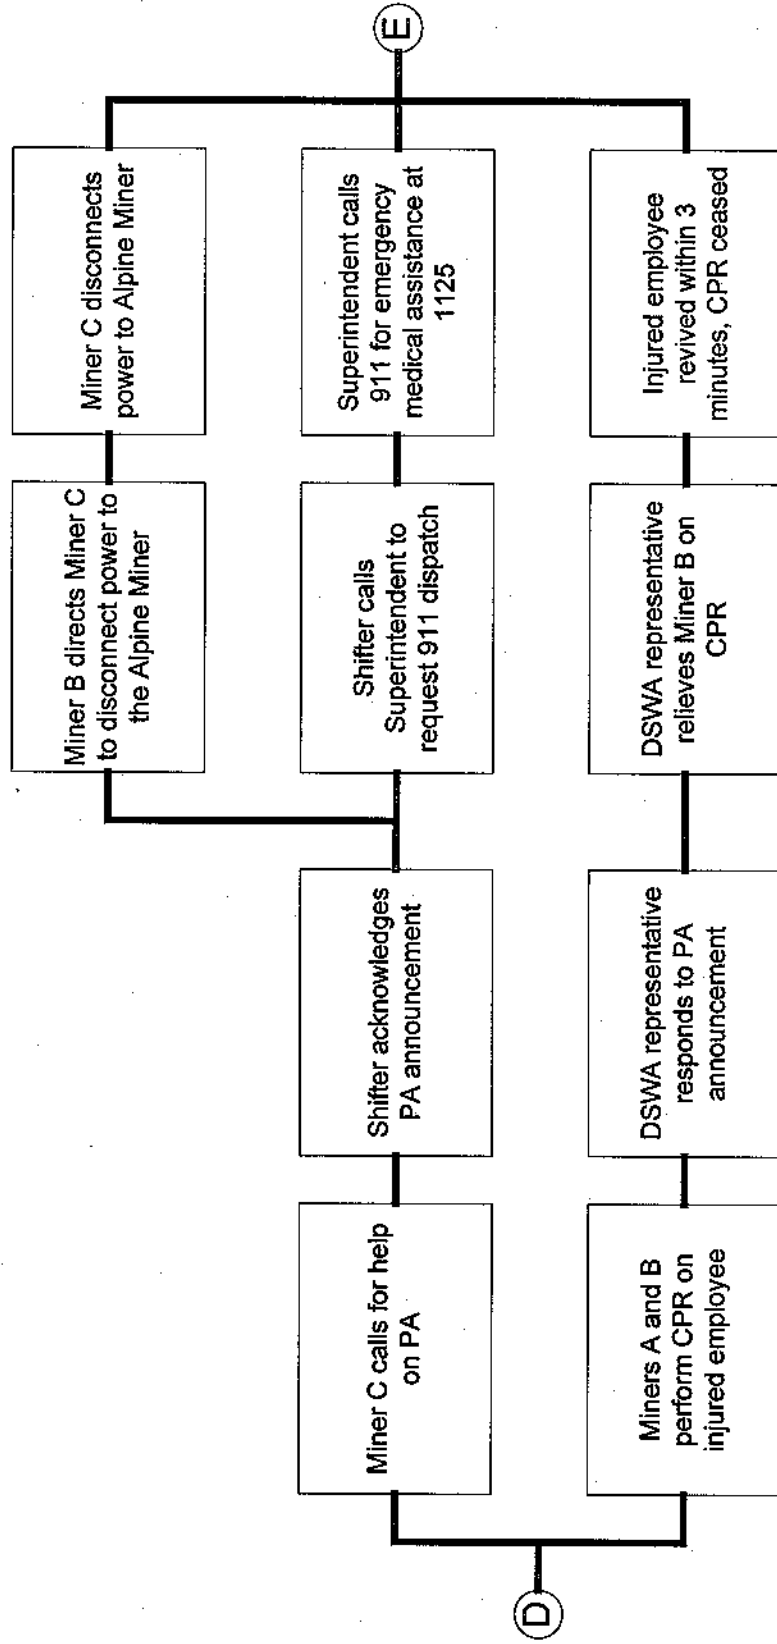 D
Miner C calls for help
on PA
Shifter acknowledges
PA announcement
Miner B directs Miner C
to disconnect power to
the Alpine Miner
Miner C disconnects
power to Alpine Miner
Shifter calls
Superintendent to
request 911 dispatch
Superintendent calls
911 for emergency
medical assistance at
1125
Miners A and B
perform CPR on
injured employee
DSWA representative
responds to PA
announcement
DSWA representative
relieves Miner B on
CPR
Injured employee
revived within 3
minutes, CPR ceased
E